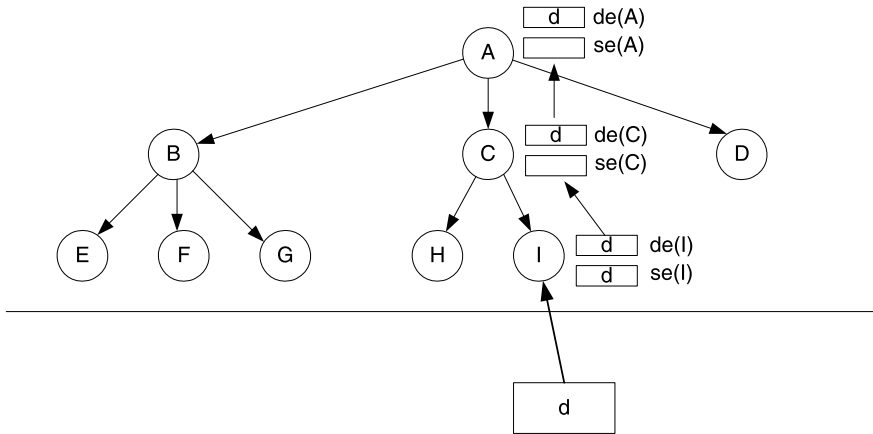 d de(A)
A se(A)
d de(C)
B C se(C) D
d de(I)
E F G H I
d se(I)
d